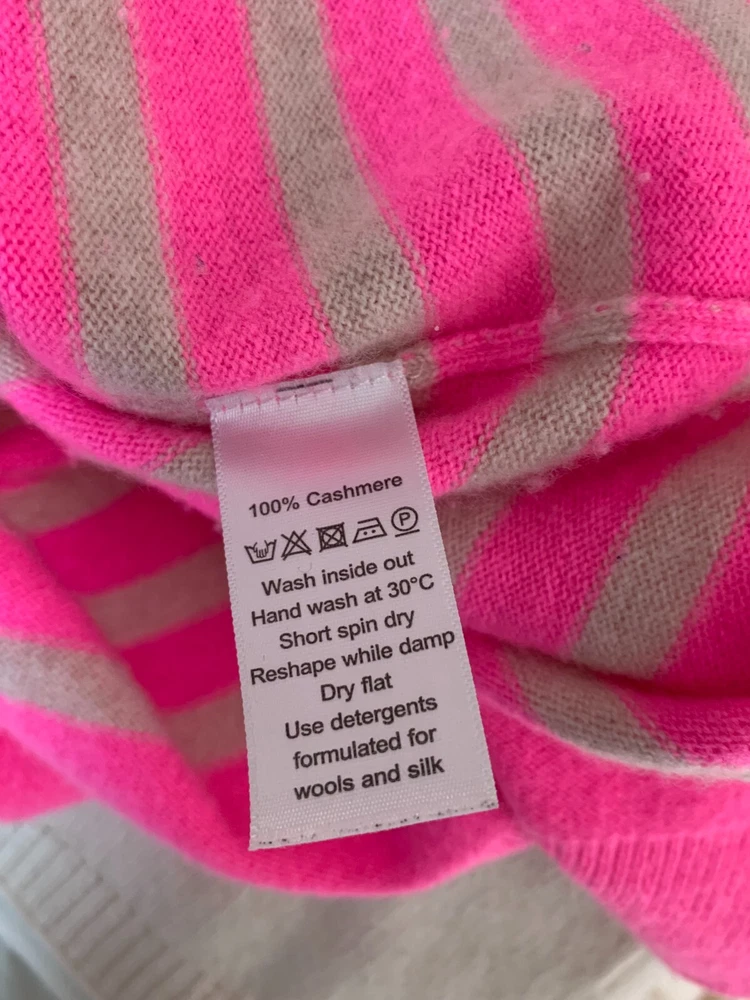 100% Cashmere
P
Wash inside out
Hand wash at 30°C
Short spin dry
Reshape while damp
Dry flat
Use detergents
formulated for
wools and silk